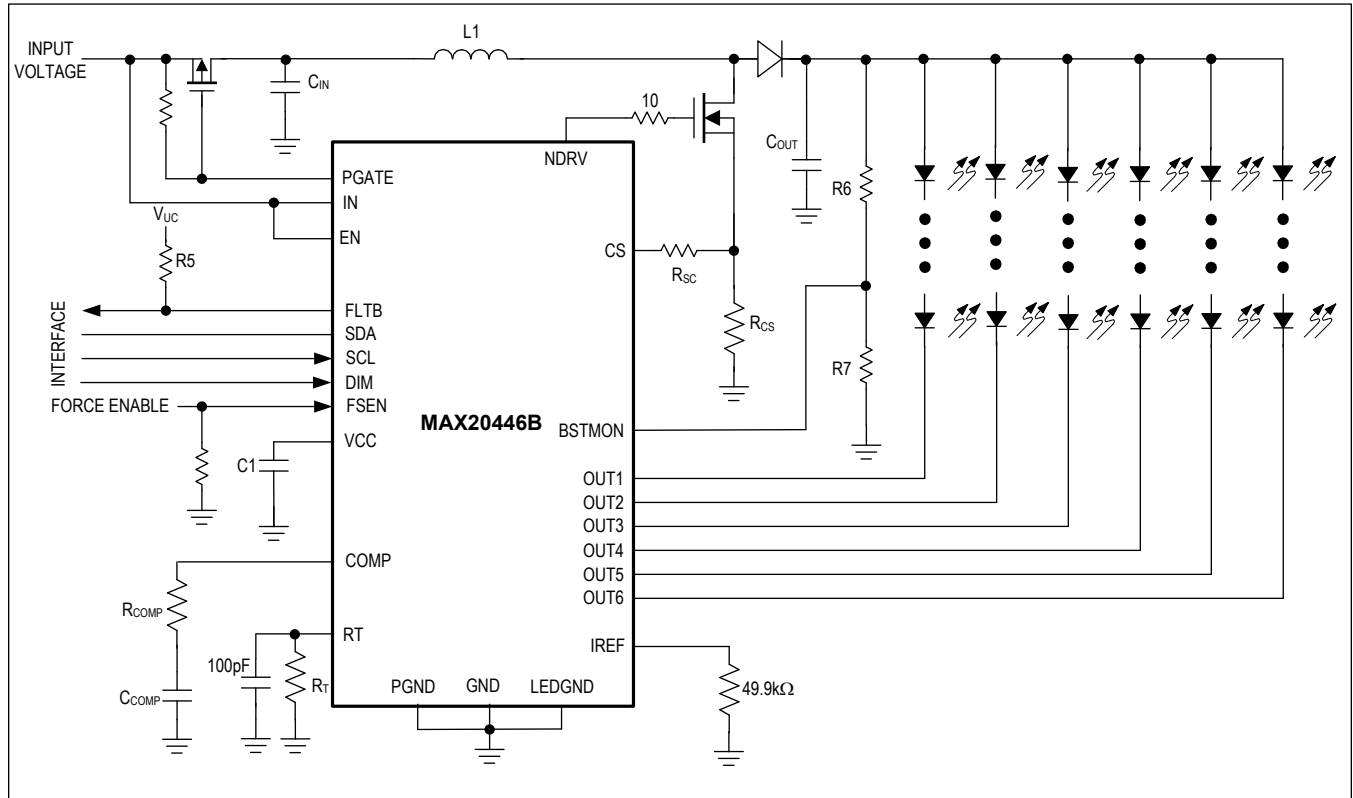 INPUT
VOLTAGE
L1
CIN
10
COUT
NDRV
PGATE
IN
EN
VUC
R5
R6
CS
RSC
RCS
R7
INTERFACE
FLTB
SDA
SCL
DIM
FORCE ENABLE
FSEN
VCC
C1
MAX20446B
BSTMON
OUT1
OUT2
OUT3
OUT4
OUT5
OUT6
COMP
RCOMP
CCOMP
RT
100pF
RT
IREF
49.9kΩ
PGND
GND
LEDGND